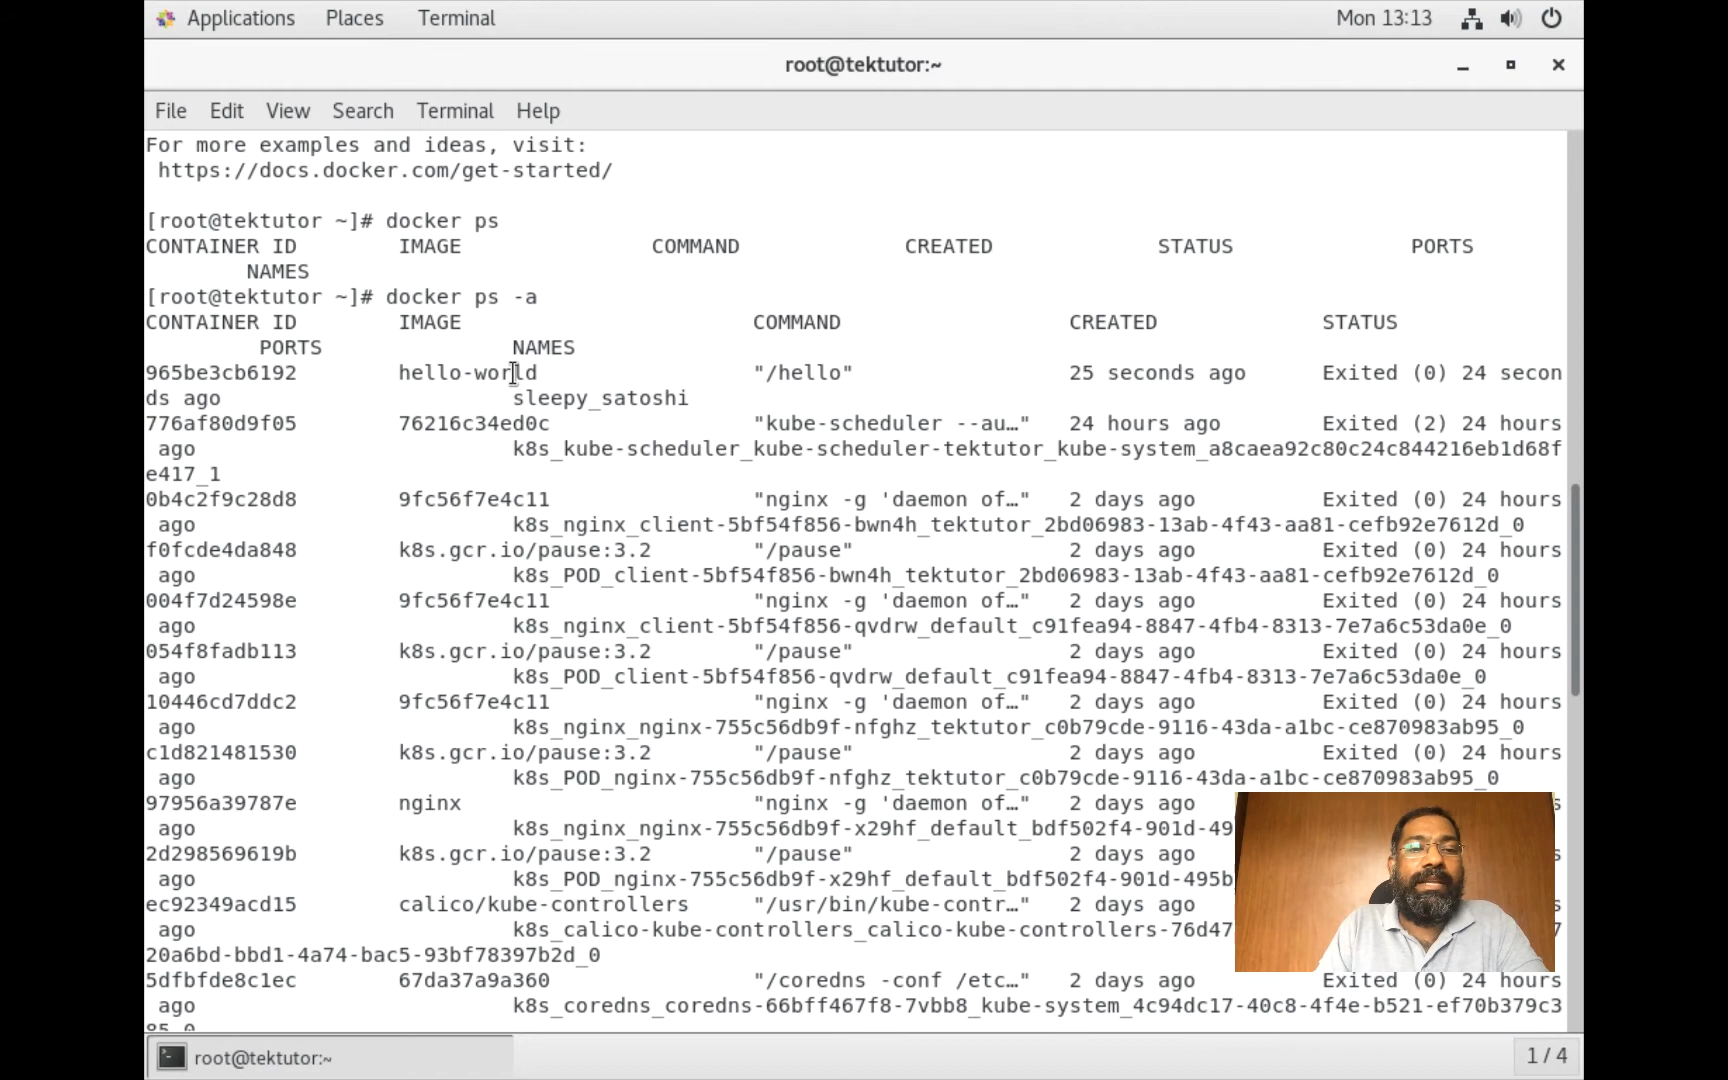 Applications Places Terminal Mon 13:13
root@tektutor:~
File Edit View Search Terminal Help
For more examples and ideas, visit:
https://docs.docker.com/get-started/
[root@tektutor ~]# docker ps
CONTAINER ID IMAGE COMMAND CREATED STATUS PORTS
NAMES
[root@tektutor ~]# docker ps -a
CONTAINER ID IMAGE COMMAND CREATED STATUS
PORTS NAMES
965be3cb6192 hello-world "/hello" 25 seconds ago Exited (0) 24 secon
ds ago sleepy_satoshi
776af80d9f05 76216c34ed0c "kube-scheduler --au…" 24 hours ago Exited (2) 24 hours
ago k8s_kube-scheduler_kube-scheduler-tektutor_kube-system_a8caea92c80c24c844216eb1d68f
e417_1
0b4c2f9c28d8 9fc56f7e4c11 "nginx -g 'daemon of…" 2 days ago Exited (0) 24 hours
ago k8s_nginx_client-5bf54f856-bwn4h_tektutor_2bd06983-13ab-4f43-aa81-cefb92e7612d_0
f0fcde4da848 k8s.gcr.io/pause:3.2 "/pause" 2 days ago Exited (0) 24 hours
ago k8s_POD_client-5bf54f856-bwn4h_tektutor_2bd06983-13ab-4f43-aa81-cefb92e7612d_0
004f7d24598e 9fc56f7e4c11 "nginx -g 'daemon of…" 2 days ago Exited (0) 24 hours
ago k8s_nginx_client-5bf54f856-qvdrw_default_c91fea94-8847-4fb4-8313-7e7a6c53da0e_0
054f8fadb113 k8s.gcr.io/pause:3.2 "/pause" 2 days ago Exited (0) 24 hours
ago k8s_POD_client-5bf54f856-qvdrw_default_c91fea94-8847-4fb4-8313-7e7a6c53da0e_0
10446cd7ddc2 9fc56f7e4c11 "nginx -g 'daemon of…" 2 days ago Exited (0) 24 hours
ago k8s_nginx_nginx-755c56db9f-nfghz_tektutor_c0b79cde-9116-43da-a1bc-ce870983ab95_0
c1d821481530 k8s.gcr.io/pause:3.2 "/pause" 2 days ago Exited (0) 24 hours
ago k8s_POD_nginx-755c56db9f-nfghz_tektutor_c0b79cde-9116-43da-a1bc-ce870983ab95_0
97956a39787e nginx "nginx -g 'daemon of…" 2 days ago
ago k8s_nginx_nginx-755c56db9f-x29hf_default_bdf502f4-901d-49
2d298569619b k8s.gcr.io/pause:3.2 "/pause" 2 days ago
ago k8s_POD_nginx-755c56db9f-x29hf_default_bdf502f4-901d-495b
ec92349acd15 calico/kube-controllers "/usr/bin/kube-contr…" 2 days ago
ago k8s_calico-kube-controllers_calico-kube-controllers-76d47
20a6bd-bbd1-4a74-bac5-93bf78397b2d_0
5dfbfde8c1ec 67da37a9a360 "/coredns -conf /etc…" 2 days ago Exited (0) 24 hours
ago k8s_coredns_coredns-66bff467f8-7vbb8_kube-system_4c94dc17-40c8-4f4e-b521-ef70b379c3
85_0
root@tektutor:~ 1 / 4